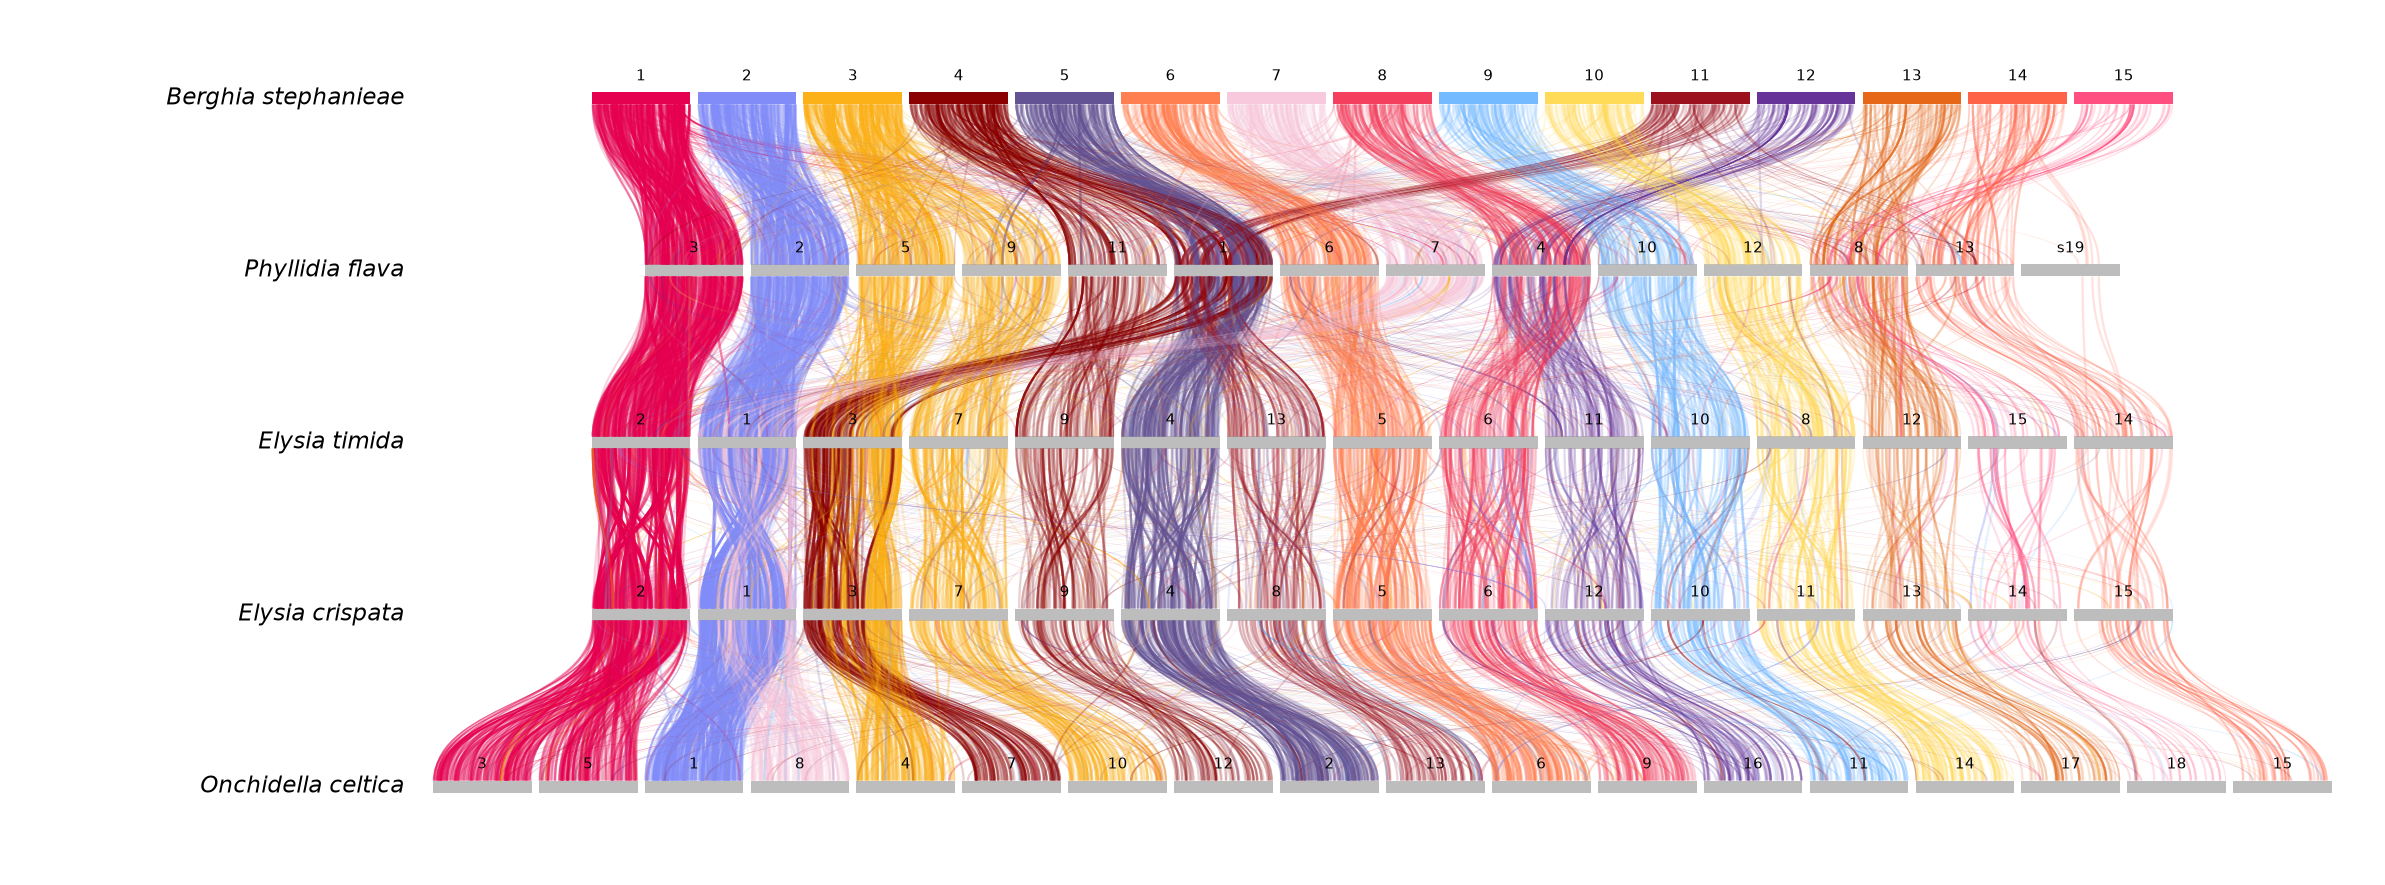 1 2 3 4 5 6 7 8 9 10 11 12 13 14 15
Berghia stephanieae
3 2 5 9 11 1 6 7 4 10 12 8 13 s19
Phyllidia flava
2 1 3 7 9 4 13 5 6 11 10 8 12 15 14
Elysia timida
2 1 3 7 9 4 8 5 6 12 10 11 13 14 15
Elysia crispata
3 5 1 8 4 7 10 12 2 13 6 9 16 11 14 17 18 15
Onchidella celtica